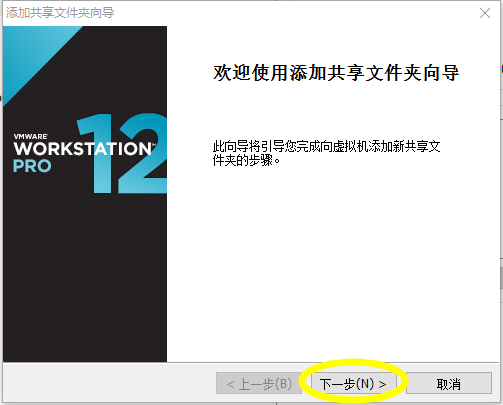 添加共享文件夹向导
欢迎使用添加共享文件夹向导
VMWARE
WORKSTATION™
PRO
12
此向导将引导您完成向虚拟机添加新共享文
件夹的步骤。
< 上一步(B)
下一步(N) >
取消